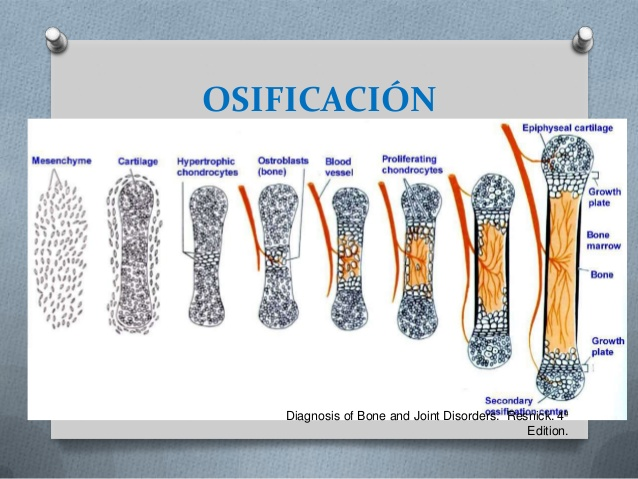 OSIFICACIÓN
Epiphyseal cartilage
Mesenchyme
Cartilage
Hypertrophic
chondrocytes
Ostroblasts
(bone)
Blood
vessel
Proliferating
chondrocytes
Growth
plate
Bone
marrow
Bone
Growth
plate
Secondary
ossification center
Diagnosis of Bone and Joint Disorders. Resnick. 4ª
Edition.